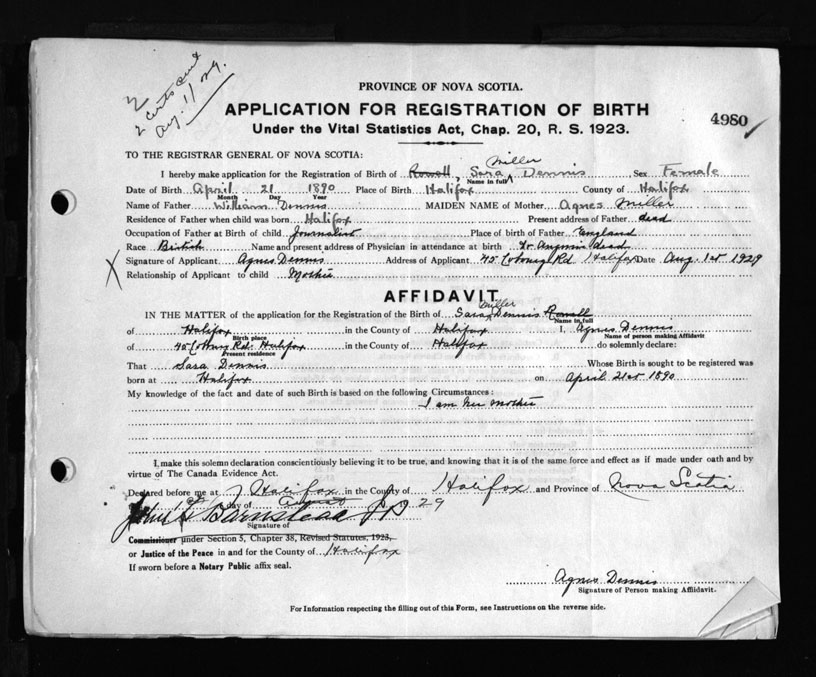 2 certs sent
Aug. 1/29.
PROVINCE OF NOVA SCOTIA.
APPLICATION FOR REGISTRATION OF BIRTH
4980
Under the Vital Statistics Act, Chap. 20, R. S. 1923.
TO THE REGISTRAR GENERAL OF NOVA SCOTIA:
Miller
I hereby make application for the Registration of Birth of Rowell, Sara Dennis Sex Female
Name in full
Date of Birth April 21 1890 Place of Birth Halifax County of Halifax
Month Day Year
Name of Father William Dennis MAIDEN NAME of Mother Agnes Miller
Residence of Father when child was born Halifax Present address of Father dead
Occupation of Father at Birth of child Journalist Place of birth of Father England
Race British Name and present address of Physician in attendance at birth Dr dead
X Signature of Applicant Agnes Dennis Address of Applicant 45 Coburg Rd Halifax Date Aug. 1st 1929
Relationship of Applicant to child Mother
AFFIDAVIT
Miller
IN THE MATTER of the application for the Registration of the Birth of Sara Dennis Rowell
Name in full
of Halifax in the County of Halifax I, Agnes Dennis
Birth place Name of person making Affidavit
of 45 Coburg Rd. Halifax in the County of Halifax do solemnly declare:
Present residence
That Sara Dennis Whose Birth is sought to be registered was
born at Halifax on April 21st 1890
My knowledge of the fact and date of such Birth is based on the following Circumstances:
I am her mother
I, make this solemn declaration conscientiously believing it to be true, and knowing that it is of the same force and effect as if made under oath and by
virtue of The Canada Evidence Act.
Declared before me at Halifax in the County of Halifax and Province of Nova Scotia
1st day of August A. D. 29
John H Barnstead JP
Signature of
Commissioner under Section 5, Chapter 38, Revised Statutes, 1923,
or Justice of the Peace in and for the County of Halifax
If sworn before a Notary Public affix seal.
Agnes Dennis
Signature of Person making Affidavit.
For Information respecting the filling out of this Form, see Instructions on the reverse side.